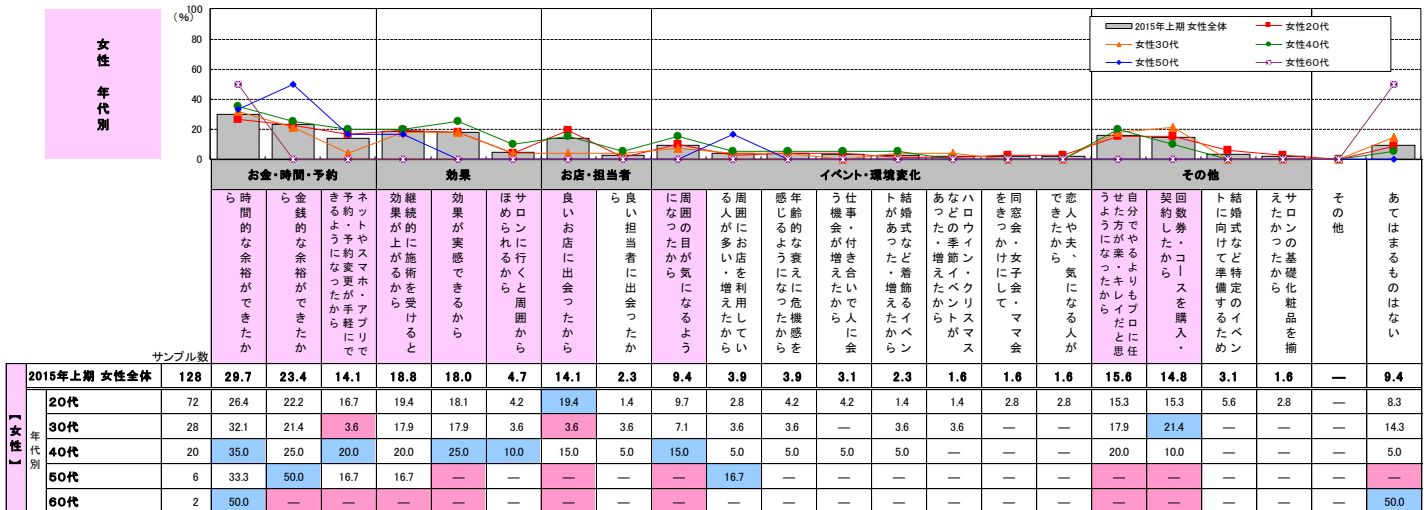 女性 年代別
(%)
100
80
60
40
20
0
2015年上期 女性全体
女性20代
女性30代
女性40代
女性50代
女性60代
お金・時間・予約
効果
お店・担当者
イベント・環境変化
その他
時間的な余裕ができたから
金銭的な余裕ができたから
ネットやスマホ・アプリで予約・予約変更が手軽にできるようになったから
継続的に施術を受けると効果が上がるから
効果が実感できるから
サロンに行くと周囲からほめられるから
良いお店に出会ったから
良い担当者に出会ったから
周囲の目が気になるようになったから
周囲にお店を利用している人が多い・増えたから
年齢的な衰えに危機感を感じるようになったから
仕事・付き合いで人に会う機会が増えたから
結婚式など着飾るイベントがあった・増えたから
ハロウィン・クリスマスなどの季節イベントがあった・増えたから
同窓会・女子会・ママ会をきっかけにして
恋人や夫、気になる人ができたから
自分でやるよりもプロに任せた方が楽・キレイだと思うようになったから
回数券・コースを購入・契約したから
結婚式など特定のイベントに向けて準備するため
サロンの基礎化粧品を揃えたかったから
その他
あてはまるものはない
サンプル数
【女性】
年代別
2015年上期 女性全体 128 29.7 23.4 14.1 18.8 18.0 4.7 14.1 2.3 9.4 3.9 3.9 3.1 2.3 1.6 1.6 1.6 15.6 14.8 3.1 1.6 — 9.4
20代 72 26.4 22.2 16.7 19.4 18.1 4.2 19.4 1.4 9.7 2.8 4.2 4.2 1.4 1.4 2.8 2.8 15.3 15.3 5.6 2.8 — 8.3
30代 28 32.1 21.4 3.6 17.9 17.9 3.6 3.6 3.6 7.1 3.6 3.6 — 3.6 3.6 — — 17.9 21.4 — — — 14.3
40代 20 35.0 25.0 20.0 20.0 25.0 10.0 15.0 5.0 15.0 5.0 5.0 5.0 5.0 — — — 20.0 10.0 — — — 5.0
50代 6 33.3 50.0 16.7 16.7 — — — — — 16.7 — — — — — — — — — — — —
60代 2 50.0 — — — — — — — — — — — — — — — — — — — — 50.0